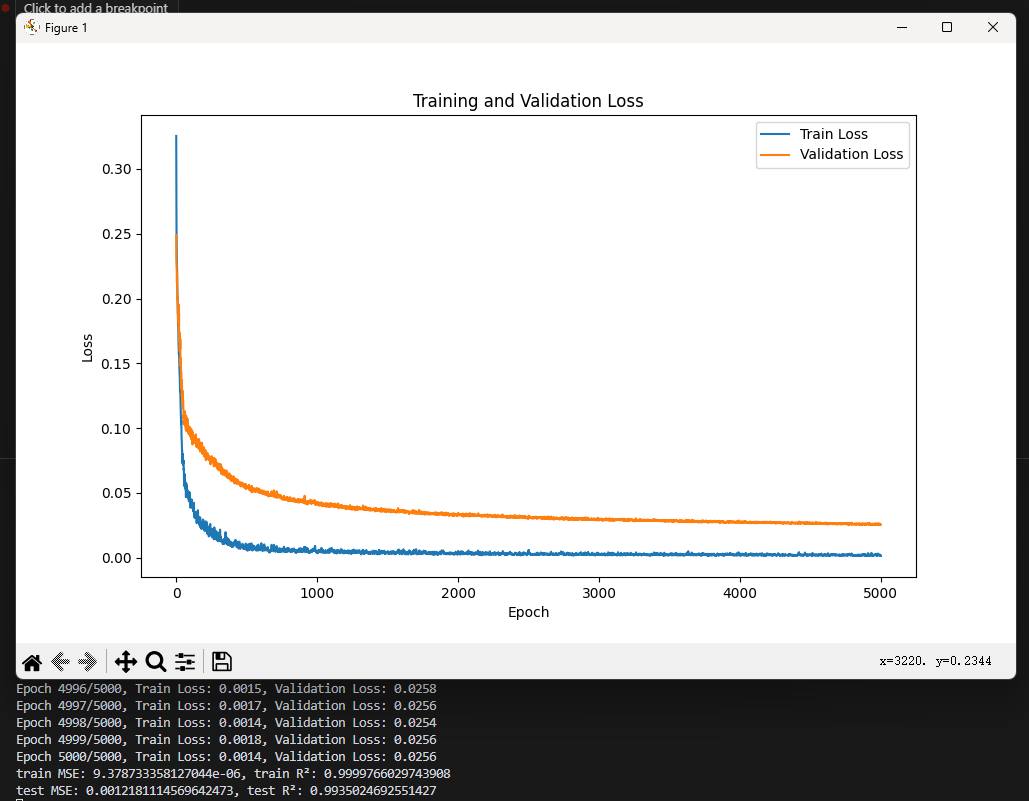 Click to add a breakpoint
Figure 1
Training and Validation Loss
Train Loss
Validation Loss
0.30
0.25
0.20
0.15
0.10
0.05
0.00
Loss
0 1000 2000 3000 4000 5000
Epoch
x=3220. y=0.2344
Epoch 4996/5000, Train Loss: 0.0015, Validation Loss: 0.0258
Epoch 4997/5000, Train Loss: 0.0017, Validation Loss: 0.0256
Epoch 4998/5000, Train Loss: 0.0014, Validation Loss: 0.0254
Epoch 4999/5000, Train Loss: 0.0018, Validation Loss: 0.0256
Epoch 5000/5000, Train Loss: 0.0014, Validation Loss: 0.0256
train MSE: 9.378733358127044e-06, train R²: 0.9999766029743908
test MSE: 0.0012181114569642473, test R²: 0.9935024692551427